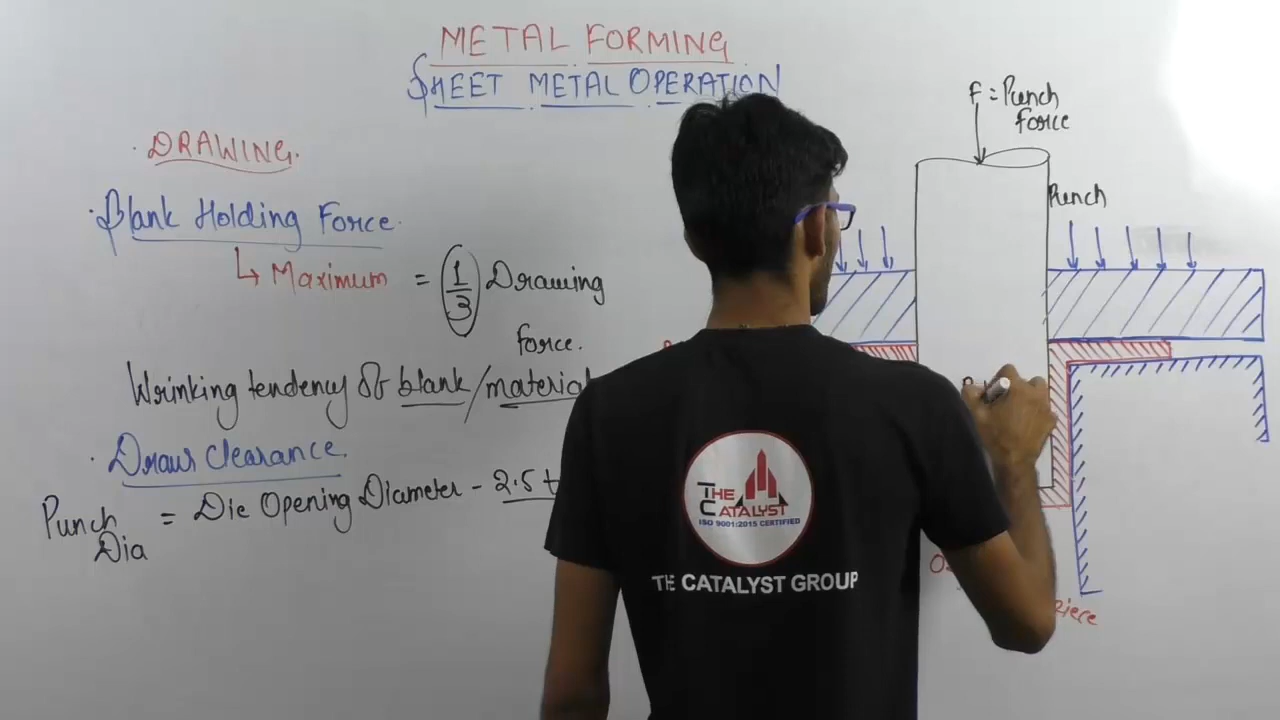 METAL FORMING
SHEET METAL OPERATION
DRAWING.
Blank Holding Force.
↳ Maximum = 1/3 Drawing
force.
Wrinking tendency of blank/material
Draw Clearance.
Punch = Die Opening Diameter - 2.5 t
Dia
F = Punch
force
Punch
THE
CATALYST
ISO 9001:2015 CERTIFIED
THE CATALYST GROUP